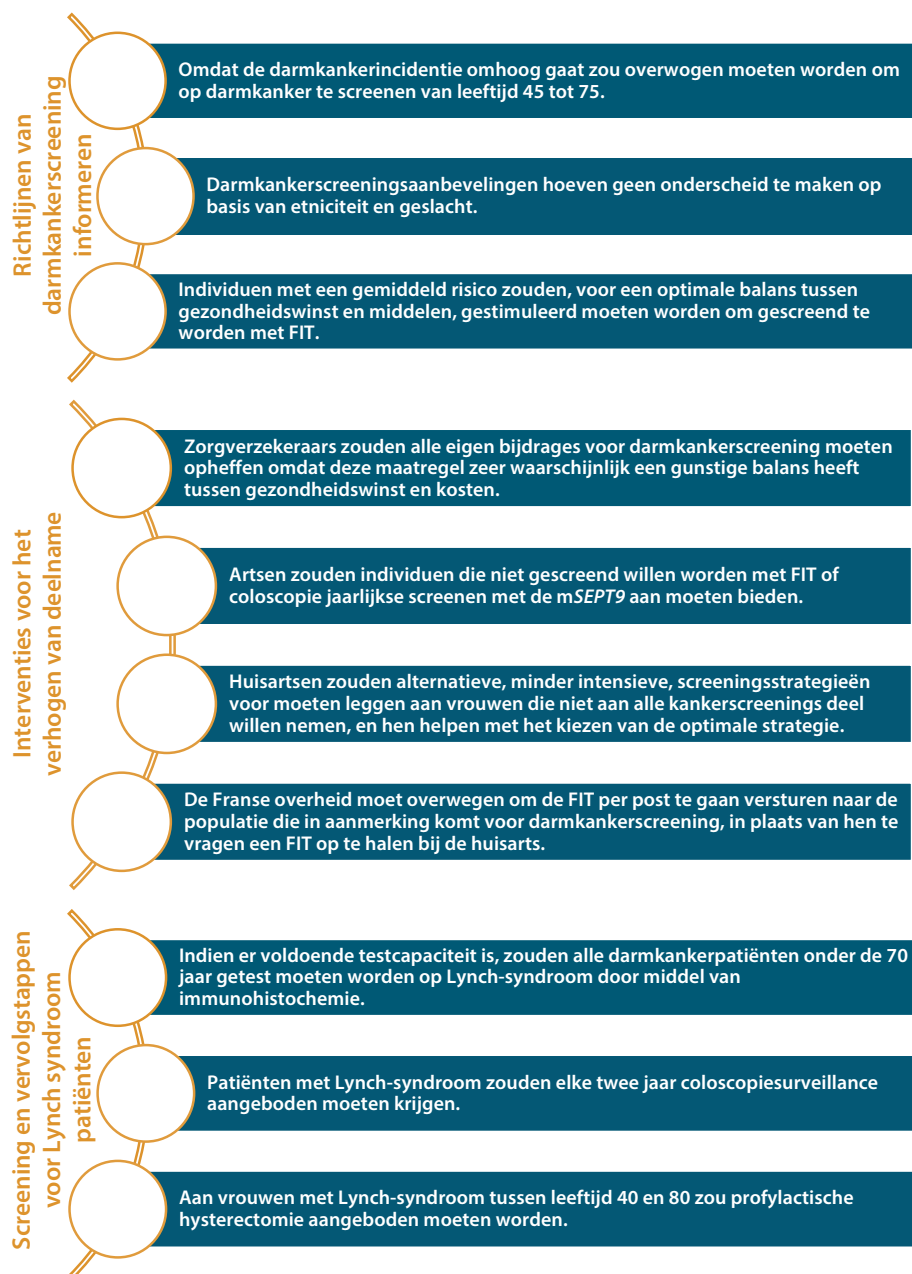 Richtlijnen van
darmkankerscreening
informeren
Omdat de darmkankerincidentie omhoog gaat zou overwogen moeten worden om
op darmkanker te screenen van leeftijd 45 tot 75.
Darmkankerscreeningsaanbevelingen hoeven geen onderscheid te maken op
basis van etniciteit en geslacht.
Individuen met een gemiddeld risico zouden, voor een optimale balans tussen
gezondheidswinst en middelen, gestimuleerd moeten worden om gescreend te
worden met FIT.
Interventies voor het
verhogen van deelname
Zorgverzekeraars zouden alle eigen bijdrages voor darmkankerscreening moeten
opheffen omdat deze maatregel zeer waarschijnlijk een gunstige balans heeft
tussen gezondheidswinst en kosten.
Artsen zouden individuen die niet gescreend willen worden met FIT of
coloscopie jaarlijkse screenen met de mSEPT9 aan moeten bieden.
Huisartsen zouden alternatieve, minder intensieve, screeningsstrategieën
voor moeten leggen aan vrouwen die niet aan alle kankerscreenings deel
willen nemen, en hen helpen met het kiezen van de optimale strategie.
De Franse overheid moet overwegen om de FIT per post te gaan versturen naar de
populatie die in aanmerking komt voor darmkankerscreening, in plaats van hen te
vragen een FIT op te halen bij de huisarts.
Screening en vervolgstappen
voor Lynch syndroom
patiënten
Indien er voldoende testcapaciteit is, zouden alle darmkankerpatiënten onder de 70
jaar getest moeten worden op Lynch-syndroom door middel van
immunohistochemie.
Patiënten met Lynch-syndroom zouden elke twee jaar coloscopiesurveillance
aangeboden moeten krijgen.
Aan vrouwen met Lynch-syndroom tussen leeftijd 40 en 80 zou profylactische
hysterectomie aangeboden moeten worden.